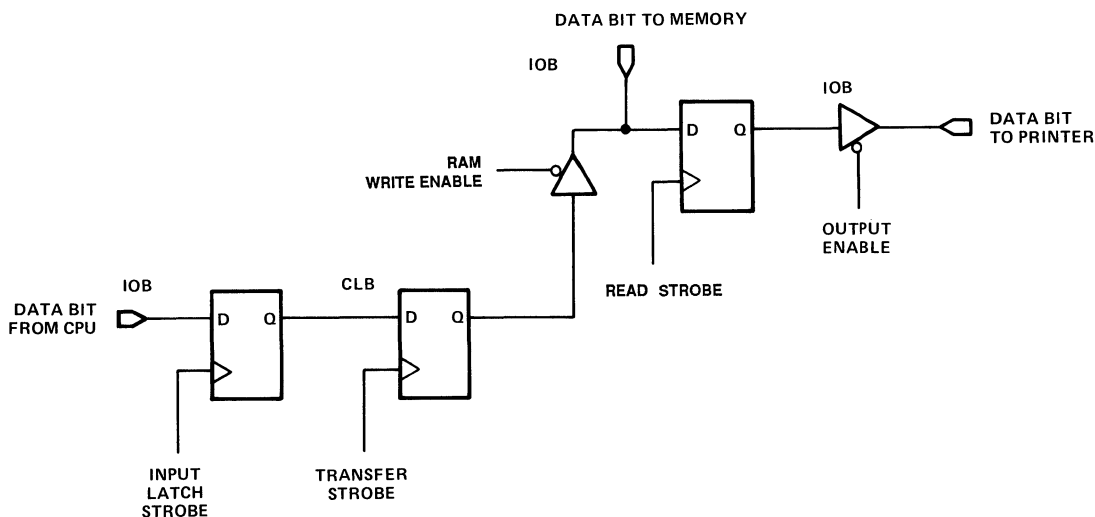 DATA BIT TO MEMORY
IOB
IOB
D
Q
DATA BIT
TO PRINTER
RAM
WRITE ENABLE
OUTPUT
ENABLE
READ STROBE
IOB
CLB
DATA BIT
FROM CPU
D
Q
D
Q
INPUT
LATCH
STROBE
TRANSFER
STROBE